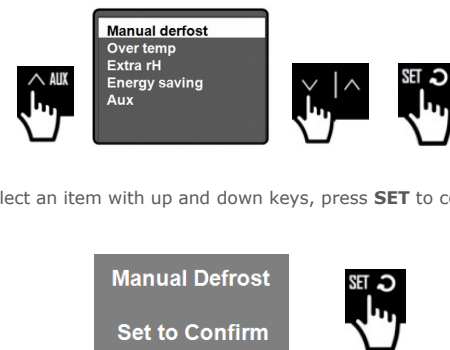 AUX
Manual derfost
Over temp
Extra rH
Energy saving
Aux
SET
elect an item with up and down keys, press SET to
Manual Defrost
Set to Confirm
SET